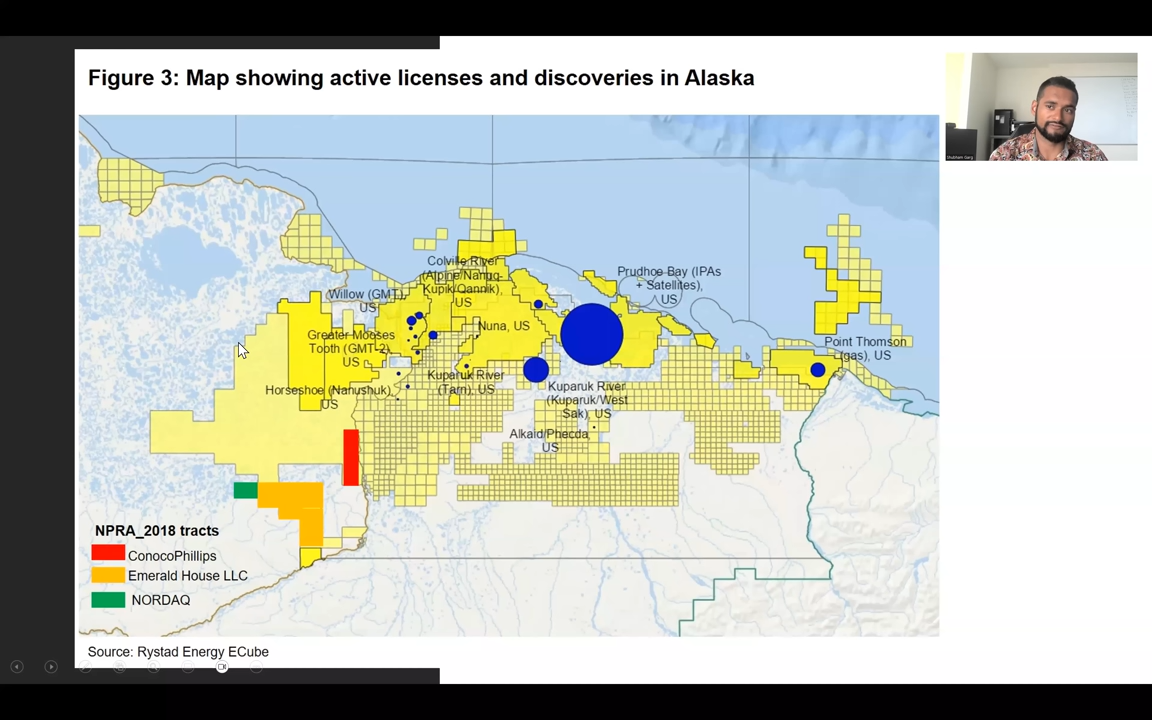 Figure 3: Map showing active licenses and discoveries in Alaska
Shubham Garg
Colville River
(Alpine/Nanuq-
Kupik/Qannik),
US
Prudhoe Bay (IPAs
+ Satellites),
US
Willow (GMT),
US
Nuna, US
Greater Mooses
Tooth (GMT-2),
US
Point Thomson
(gas), US
Kuparuk River
(Tarn), US
Horseshoe (Nanushuk),
US
Kuparuk River
(Kuparuk/West
Sak), US
Alkaid/Phecda,
US
NPRA_2018 tracts
ConocoPhillips
Emerald House LLC
NORDAQ
Source: Rystad Energy ECube